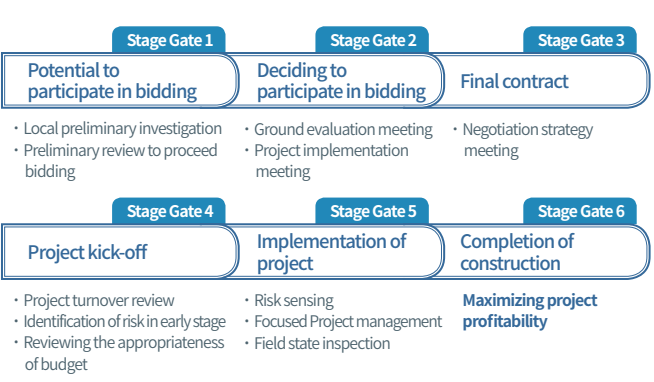 Stage Gate 1
Potential to
participate in bidding
· Local preliminary investigation
· Preliminary review to proceed
bidding
Stage Gate 2
Deciding to
participate in bidding
· Ground evaluation meeting
· Project implementation
meeting
Stage Gate 3
Final contract
· Negotiation strategy
meeting
Stage Gate 4
Project kick-off
· Project turnover review
· Identification of risk in early stage
· Reviewing the appropriateness
of budget
Stage Gate 5
Implementation of
project
· Risk sensing
· Focused Project management
· Field state inspection
Stage Gate 6
Completion of
construction
Maximizing project
profitability